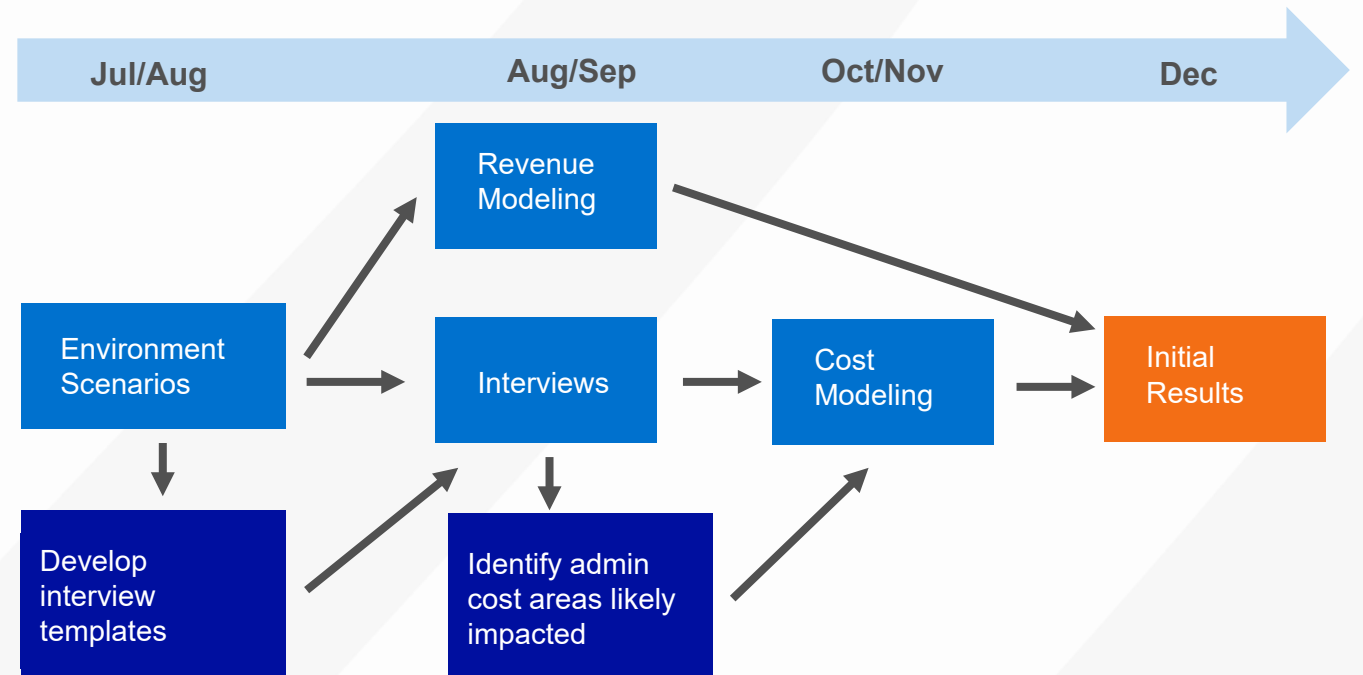 Jul/Aug
Aug/Sep
Oct/Nov
Dec
Revenue
Modeling
Environment
Scenarios
Interviews
Cost
Modeling
Initial
Results
Develop
interview
templates
Identify admin
cost areas likely
impacted